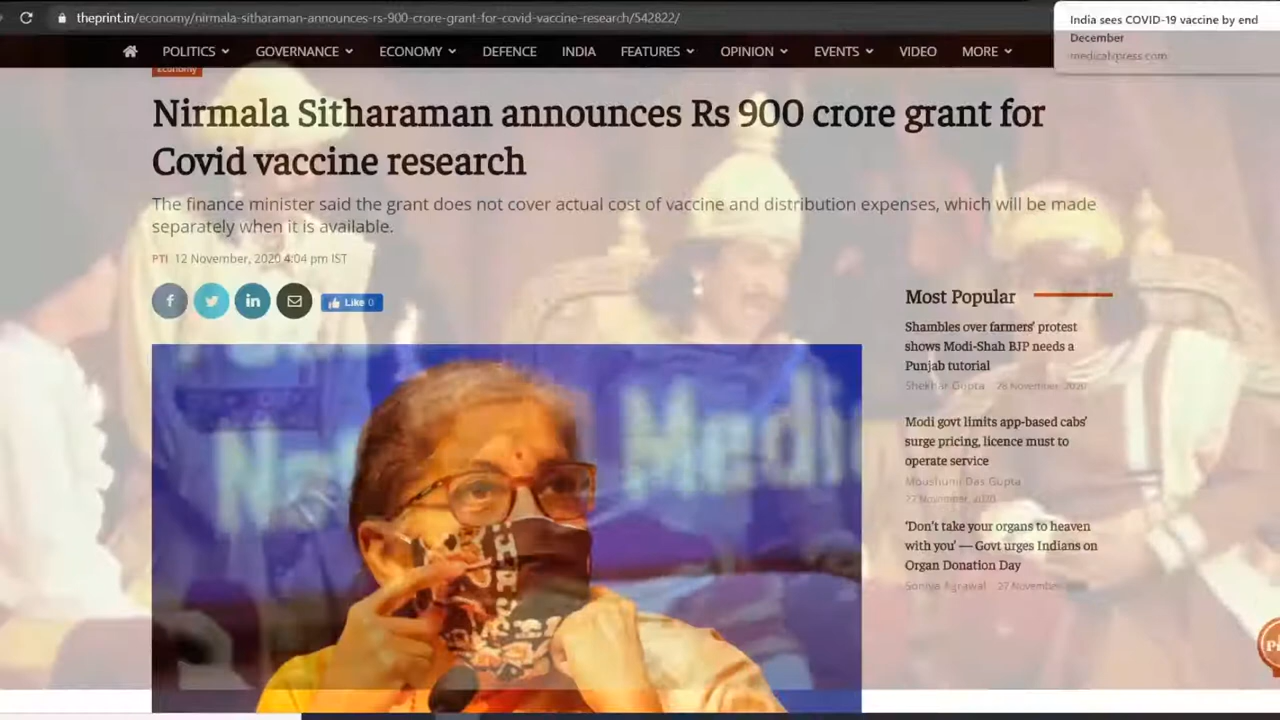 theprint.in/economy/nirmala-sitharaman-announces-rs-900-crore-grant-for-covid-vaccine-research/542822/
India sees COVID-19 vaccine by end
December
medicalxpress.com
POLITICS GOVERNANCE ECONOMY DEFENCE INDIA FEATURES OPINION EVENTS VIDEO MORE
economy
Nirmala Sitharaman announces Rs 900 crore grant for
Covid vaccine research
The finance minister said the grant does not cover actual cost of vaccine and distribution expenses, which will be made
separately when it is available.
PTI 12 November, 2020 4:04 pm IST
Like 0
Most Popular
Shambles over farmers' protest
shows Modi-Shah BJP needs a
Punjab tutorial
Shekhar Gupta 28 November, 2020
Modi govt limits app-based cabs'
surge pricing, licence must to
operate service
Moushumi Das Gupta
27 November, 2020
'Don't take your organs to heaven
with you' — Govt urges Indians on
Organ Donation Day
Soniya Agrawal 27 November
Medi